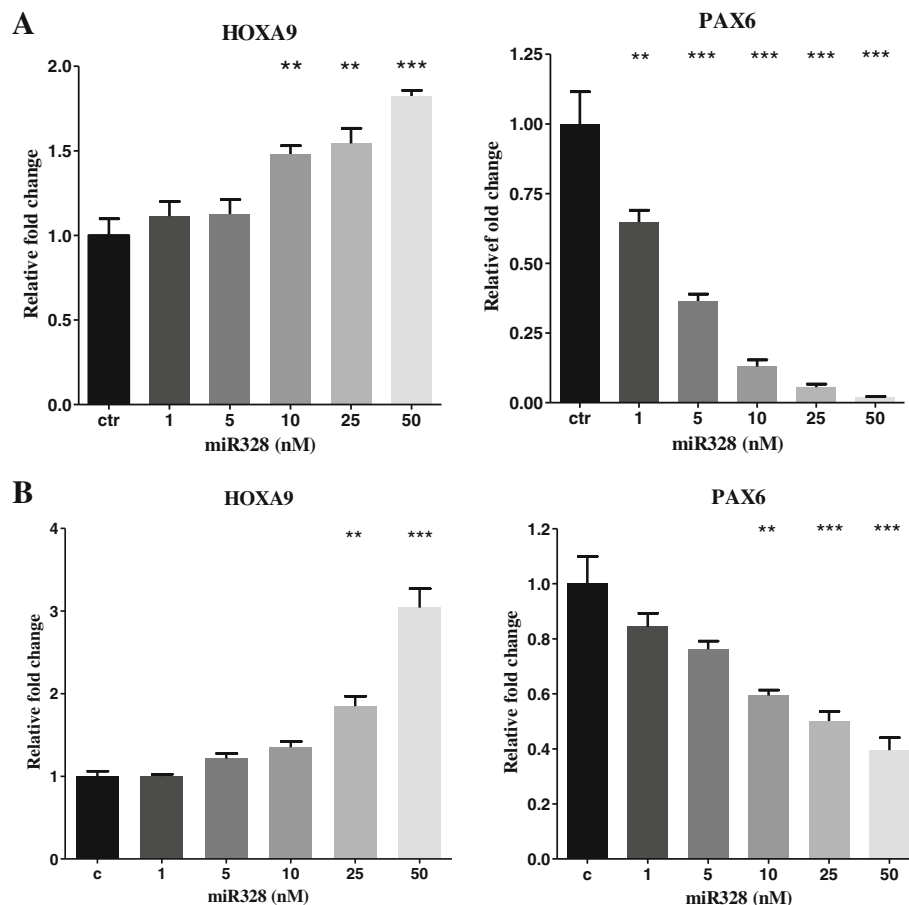 A
HOXA9
** ** ***
Relative fold change
2.0
1.5
1.0
0.5
0.0
ctr 1 5 10 25 50
miR328 (nM)
PAX6
** *** *** *** ***
Relativef old change
1.25
1.00
0.75
0.50
0.25
0.00
ctr 1 5 10 25 50
miR328 (nM)
B
HOXA9
** ***
Relative fold change
4
3
2
1
0
c 1 5 10 25 50
miR328 (nM)
PAX6
** *** ***
Relative fold change
1.2
1.0
0.8
0.6
0.4
0.2
0.0
c 1 5 10 25 50
miR328 (nM)